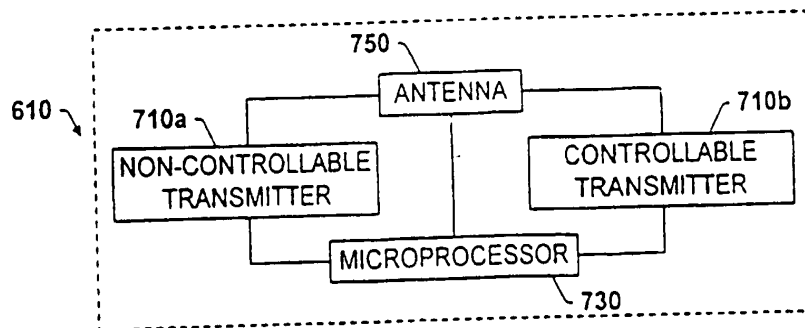 750
ANTENNA
610
710a
710b
NON-CONTROLLABLE
TRANSMITTER
CONTROLLABLE
TRANSMITTER
MICROPROCESSOR
730